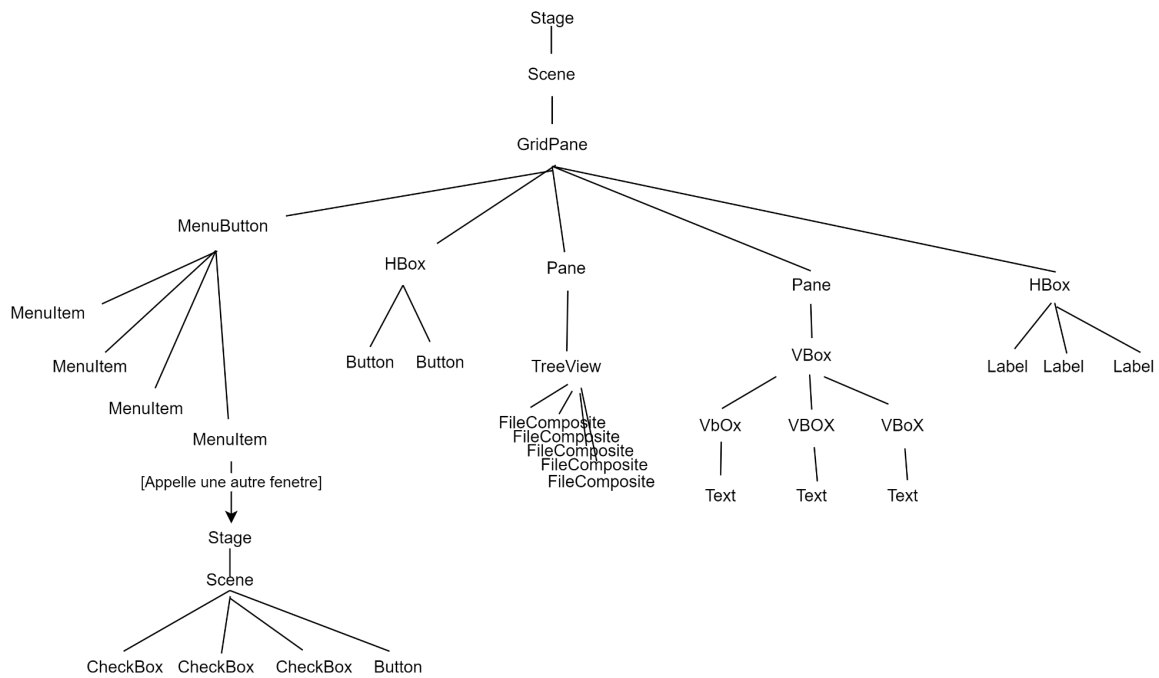 Stage
Scene
GridPane
MenuButton
HBox
Pane
Pane
HBox
MenuItem
MenuItem
MenuItem
MenuItem
Button
Button
TreeView
VBox
Label
Label
Label
FileComposite
FileComposite
FileComposite
FileComposite
FileComposite
VbOx
VBOX
VBoX
Text
Text
Text
[Appelle une autre fenetre]
Stage
Scene
CheckBox
CheckBox
CheckBox
Button